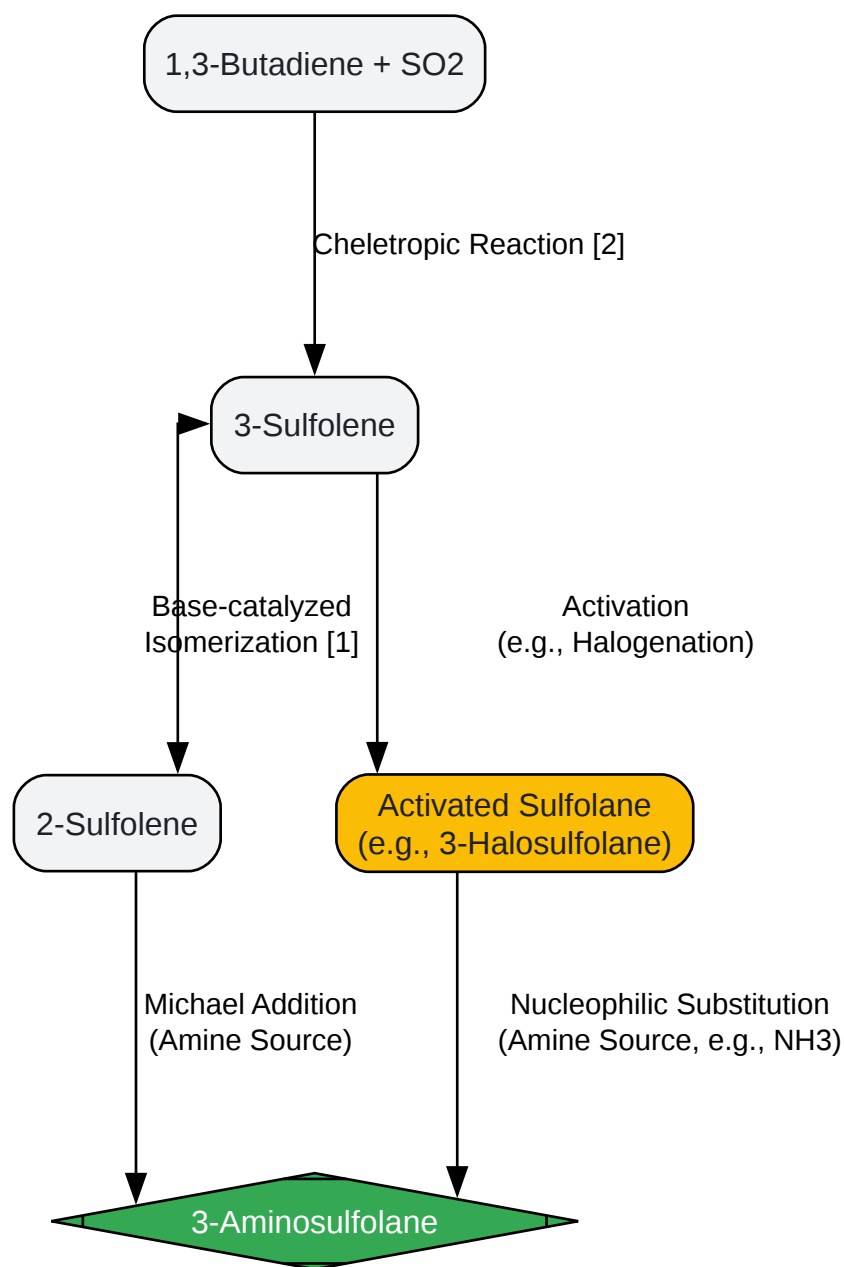 1,3-Butadiene + SO2
Cheletropic Reaction [2]
3-Sulfolene
Base-catalyzed
Isomerization [1]
Activation
(e.g., Halogenation)
2-Sulfolene
Activated Sulfolane
(e.g., 3-Halosulfolane)
Michael Addition
(Amine Source)
Nucleophilic Substitution
(Amine Source, e.g., NH3)
3-Aminosulfolane